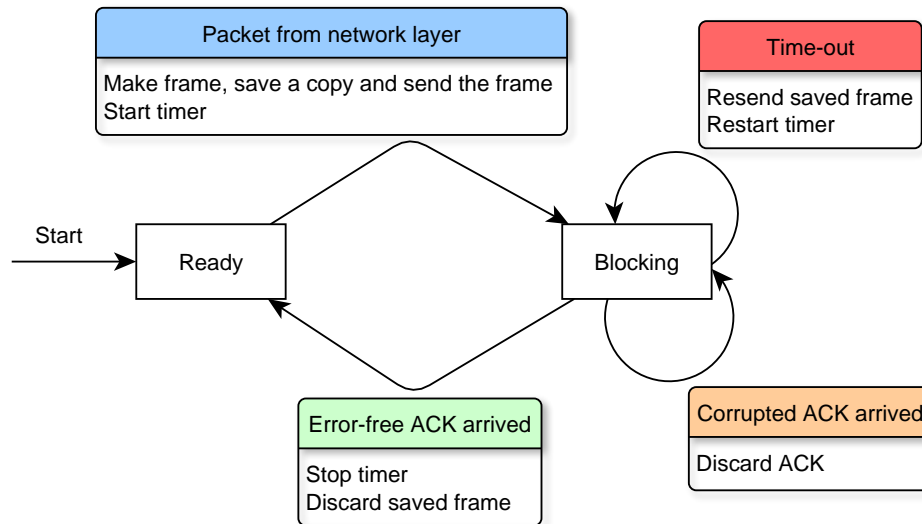 Packet from network layer
Make frame, save a copy and send the frame
Start timer
Time-out
Resend saved frame
Restart timer
Start
Ready
Blocking
Error-free ACK arrived
Stop timer
Discard saved frame
Corrupted ACK arrived
Discard ACK